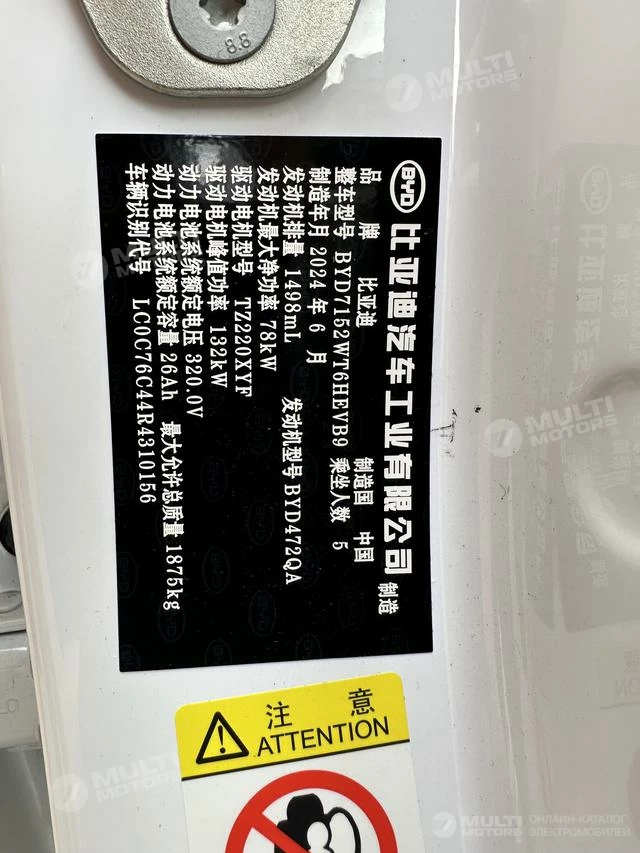 8.8
BYD 比亚迪汽车工业有限公司 制造
品 牌 比亚迪 制造国 中国
整车型号 BYD7152WT6HEVB9 乘坐人数 5
制造年月 2024 年 6 月
发动机排量 1498mL 发动机型号 BYD472QA
发动机最大净功率 78kW
驱动电机型号 TZ220XYF
驱动电机峰值功率 132kW
动力电池系统额定电压 320.0V
动力电池系统额定容量 26Ah 最大允许总质量 1875kg
车辆识别代号 LC0C76C44R4310156
注 意
ATTENTION
MULTI MOTORS
ОНЛАЙН-КАТАЛОГ
ЭЛЕКТРОМОБИЛЕЙ